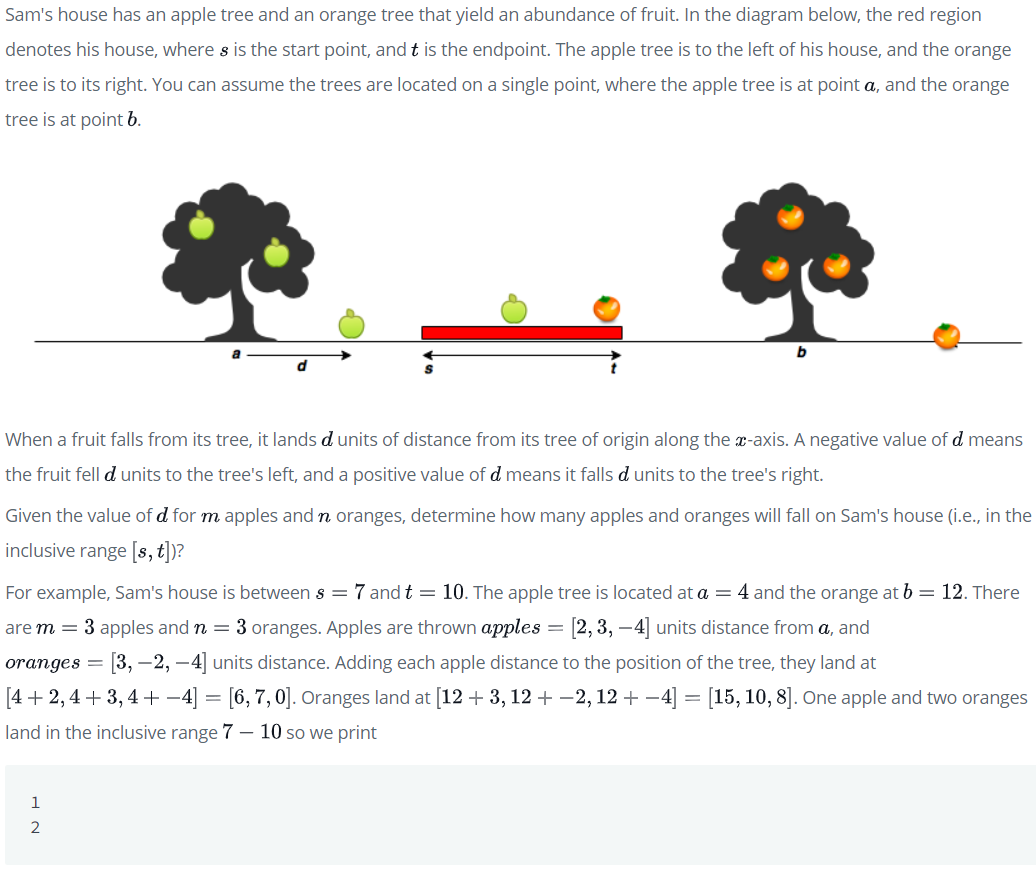 Sam's house has an apple tree and an orange tree that yield an abundance of fruit. In the diagram below, the red region
denotes his house, where s is the start point, and t is the endpoint. The apple tree is to the left of his house, and the orange
tree is to its right. You can assume the trees are located on a single point, where the apple tree is at point a, and the orange
tree is at point b.
a
d
s
t
b
When a fruit falls from its tree, it lands d units of distance from its tree of origin along the x-axis. A negative value of d means
the fruit fell d units to the tree's left, and a positive value of d means it falls d units to the tree's right.
Given the value of d for m apples and n oranges, determine how many apples and oranges will fall on Sam's house (i.e., in the
inclusive range [s, t])?
For example, Sam's house is between s = 7 and t = 10. The apple tree is located at a = 4 and the orange at b = 12. There
are m = 3 apples and n = 3 oranges. Apples are thrown apples = [2, 3, −4] units distance from a, and
oranges = [3, −2, −4] units distance. Adding each apple distance to the position of the tree, they land at
[4 + 2, 4 + 3, 4 + −4] = [6, 7, 0]. Oranges land at [12 + 3, 12 + −2, 12 + −4] = [15, 10, 8]. One apple and two oranges
land in the inclusive range 7 − 10 so we print
1
2